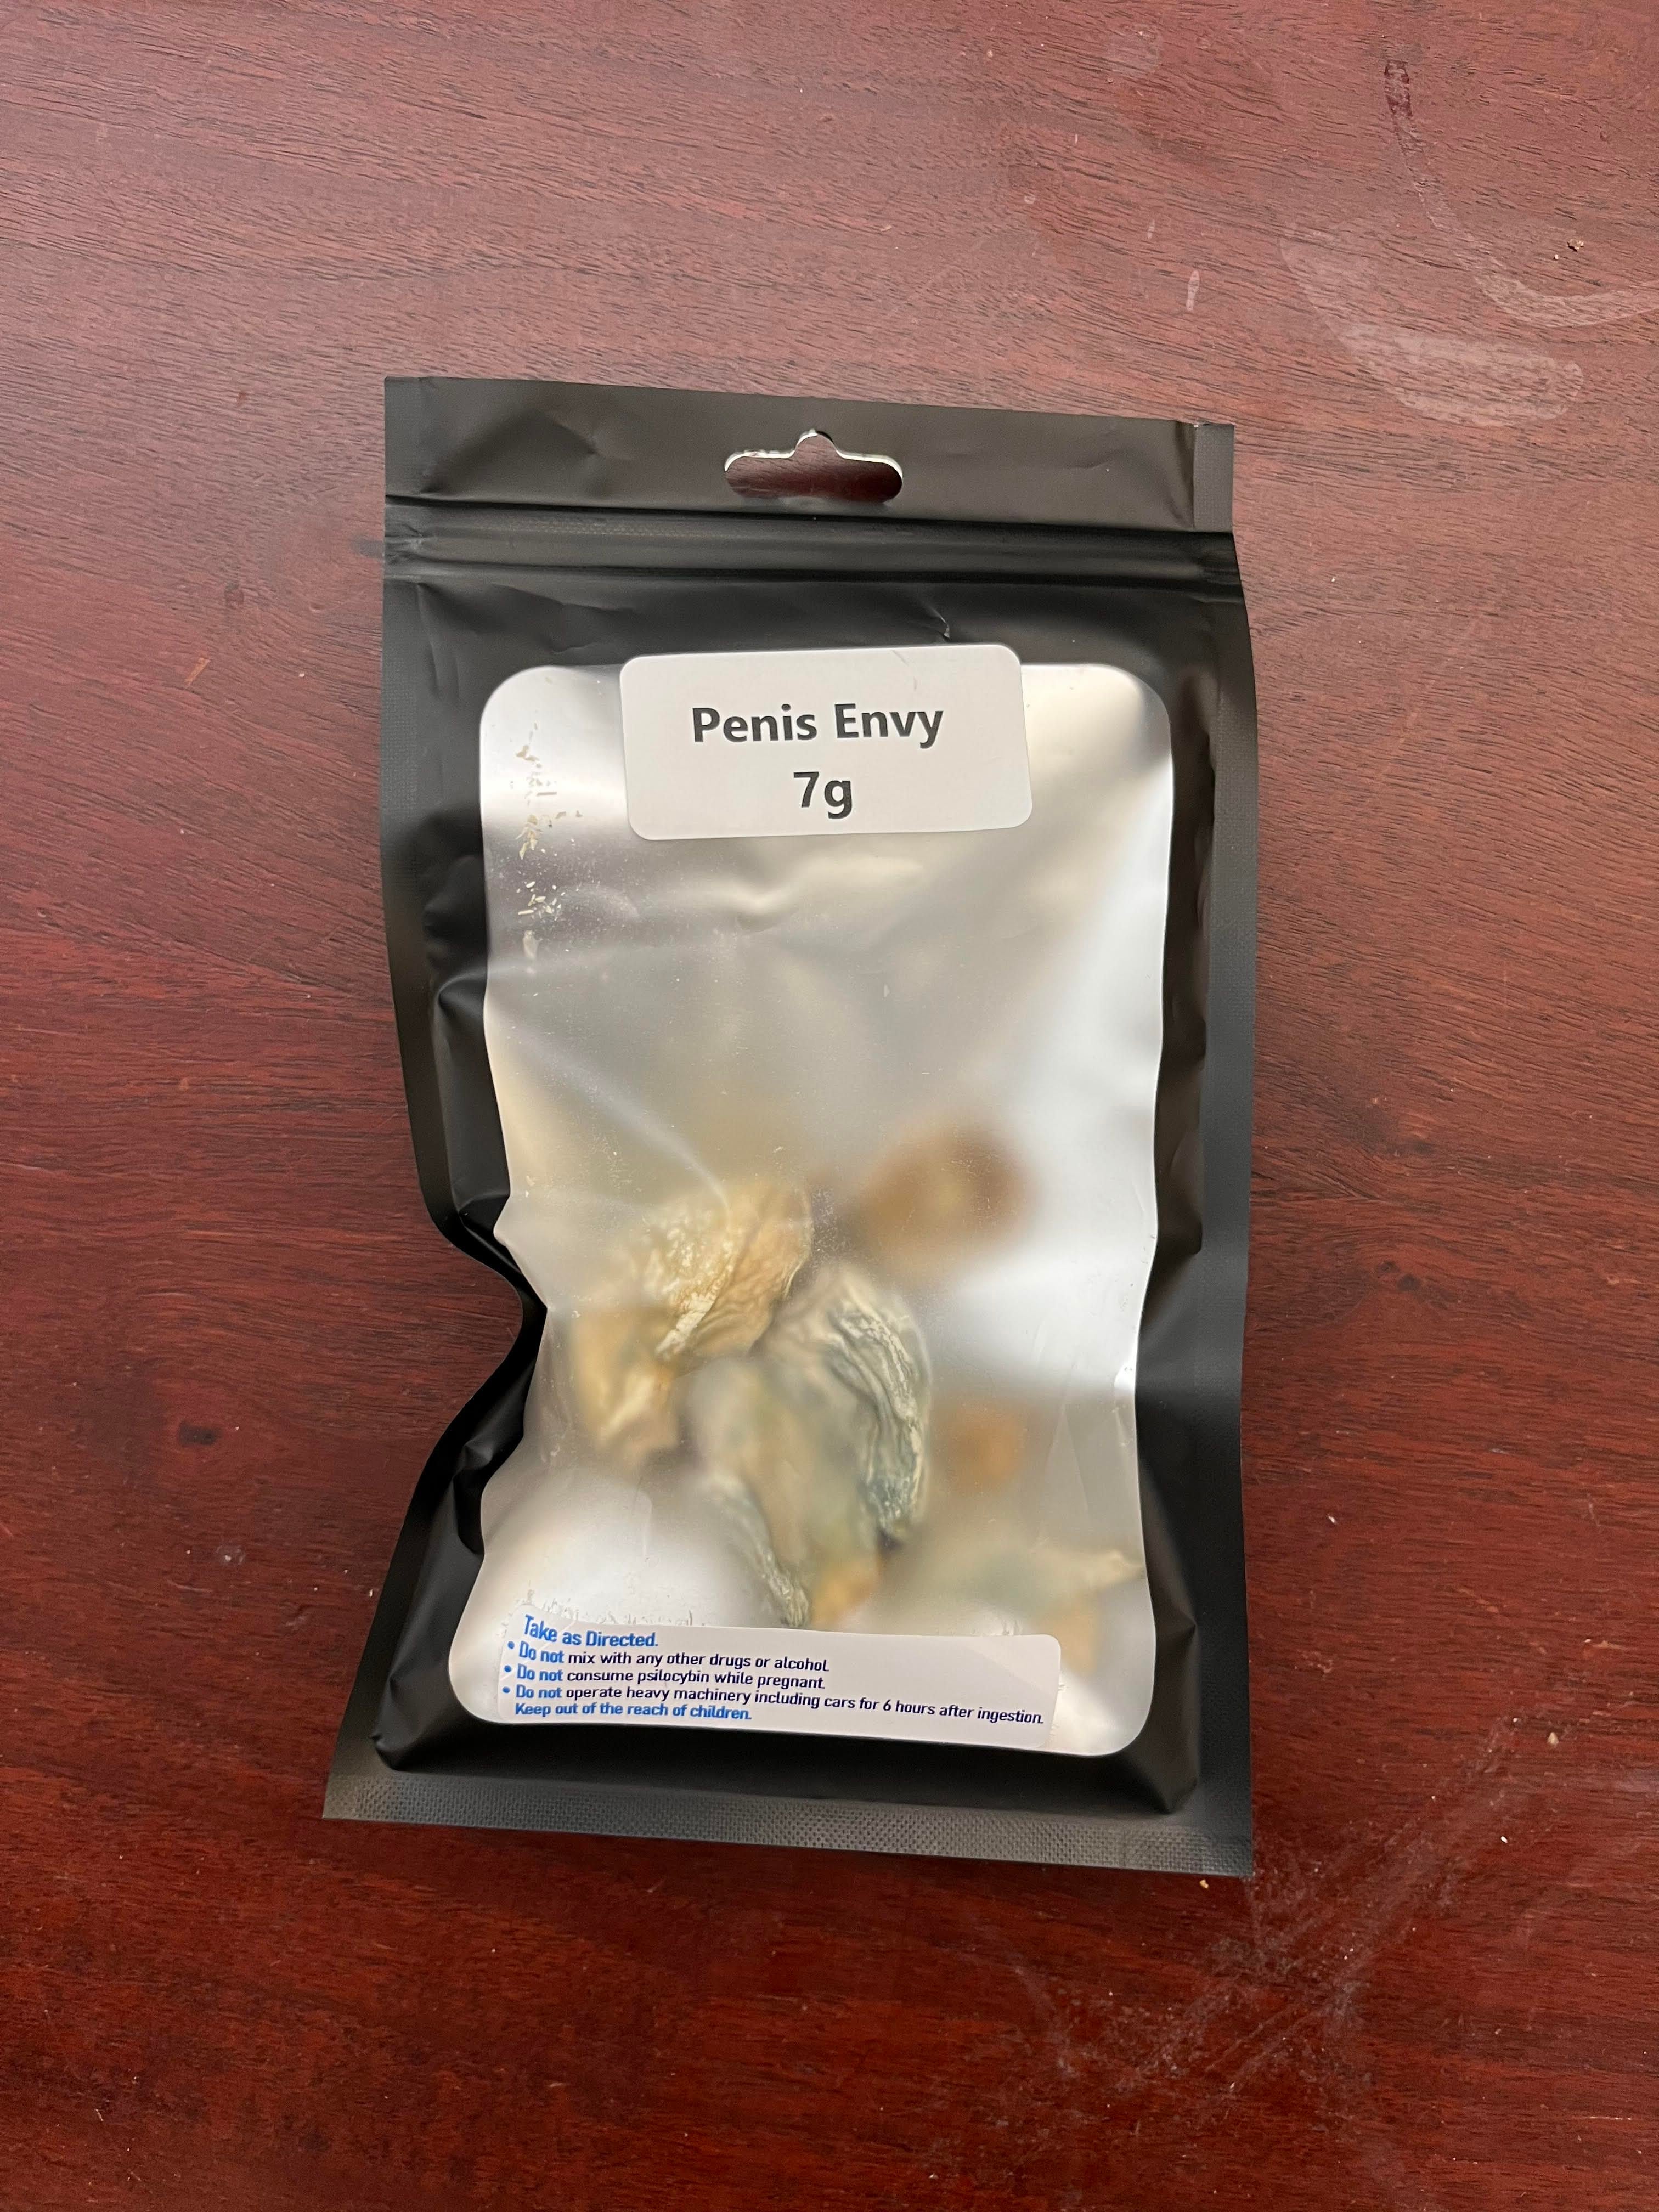 Penis Envy
7g
Take as Directed.
• Do not mix with any other drugs or alcohol.
• Do not consume psilocybin while pregnant.
• Do not operate heavy machinery including cars for 6 hours after ingestion.
Keep out of the reach of children.